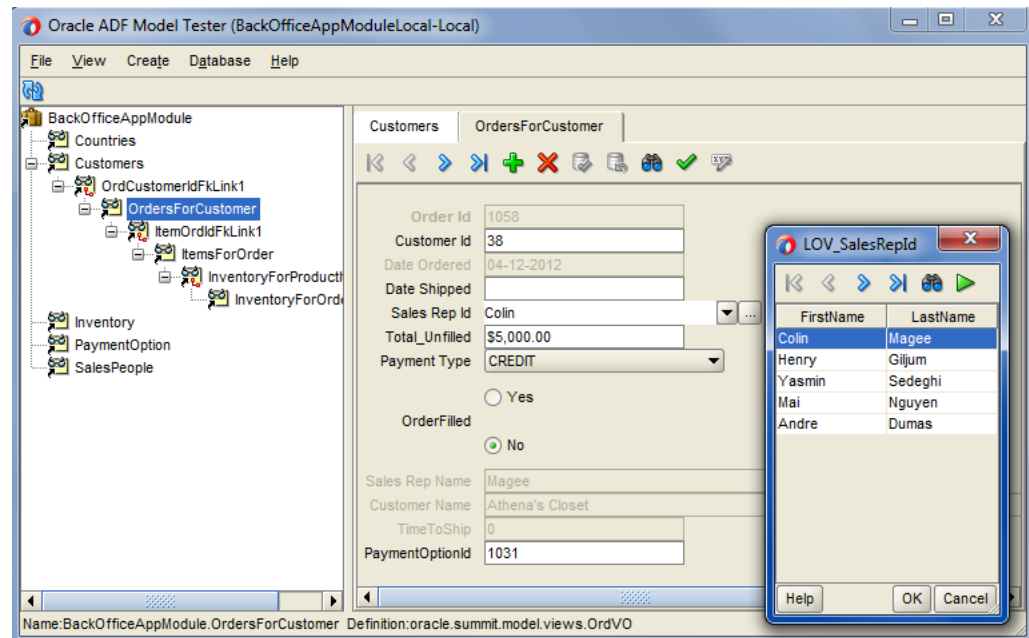 Oracle ADF Model Tester (BackOfficeAppModuleLocal-Local)
File View Create Database Help
BackOfficeAppModule
Countries
Customers
OrdCustomerIdFkLink1
OrdersForCustomer
ItemOrdIdFkLink1
ItemsForOrder
InventoryForProductI
InventoryForOrde
Inventory
PaymentOption
SalesPeople
Customers OrdersForCustomer
Order Id 1058
Customer Id 38
Date Ordered 04-12-2012
Date Shipped
Sales Rep Id Colin ...
Total_Unfilled $5,000.00
Payment Type CREDIT
OrderFilled
Yes
No
Sales Rep Name Magee
Customer Name Athena's Closet
TimeToShip 0
PaymentOptionId 1031
LOV_SalesRepId
FirstName LastName
Colin Magee
Henry Giljum
Yasmin Sedeghi
Mai Nguyen
Andre Dumas
Help OK Cancel
Name:BackOfficeAppModule.OrdersForCustomer Definition:oracle.summit.model.views.OrdVO